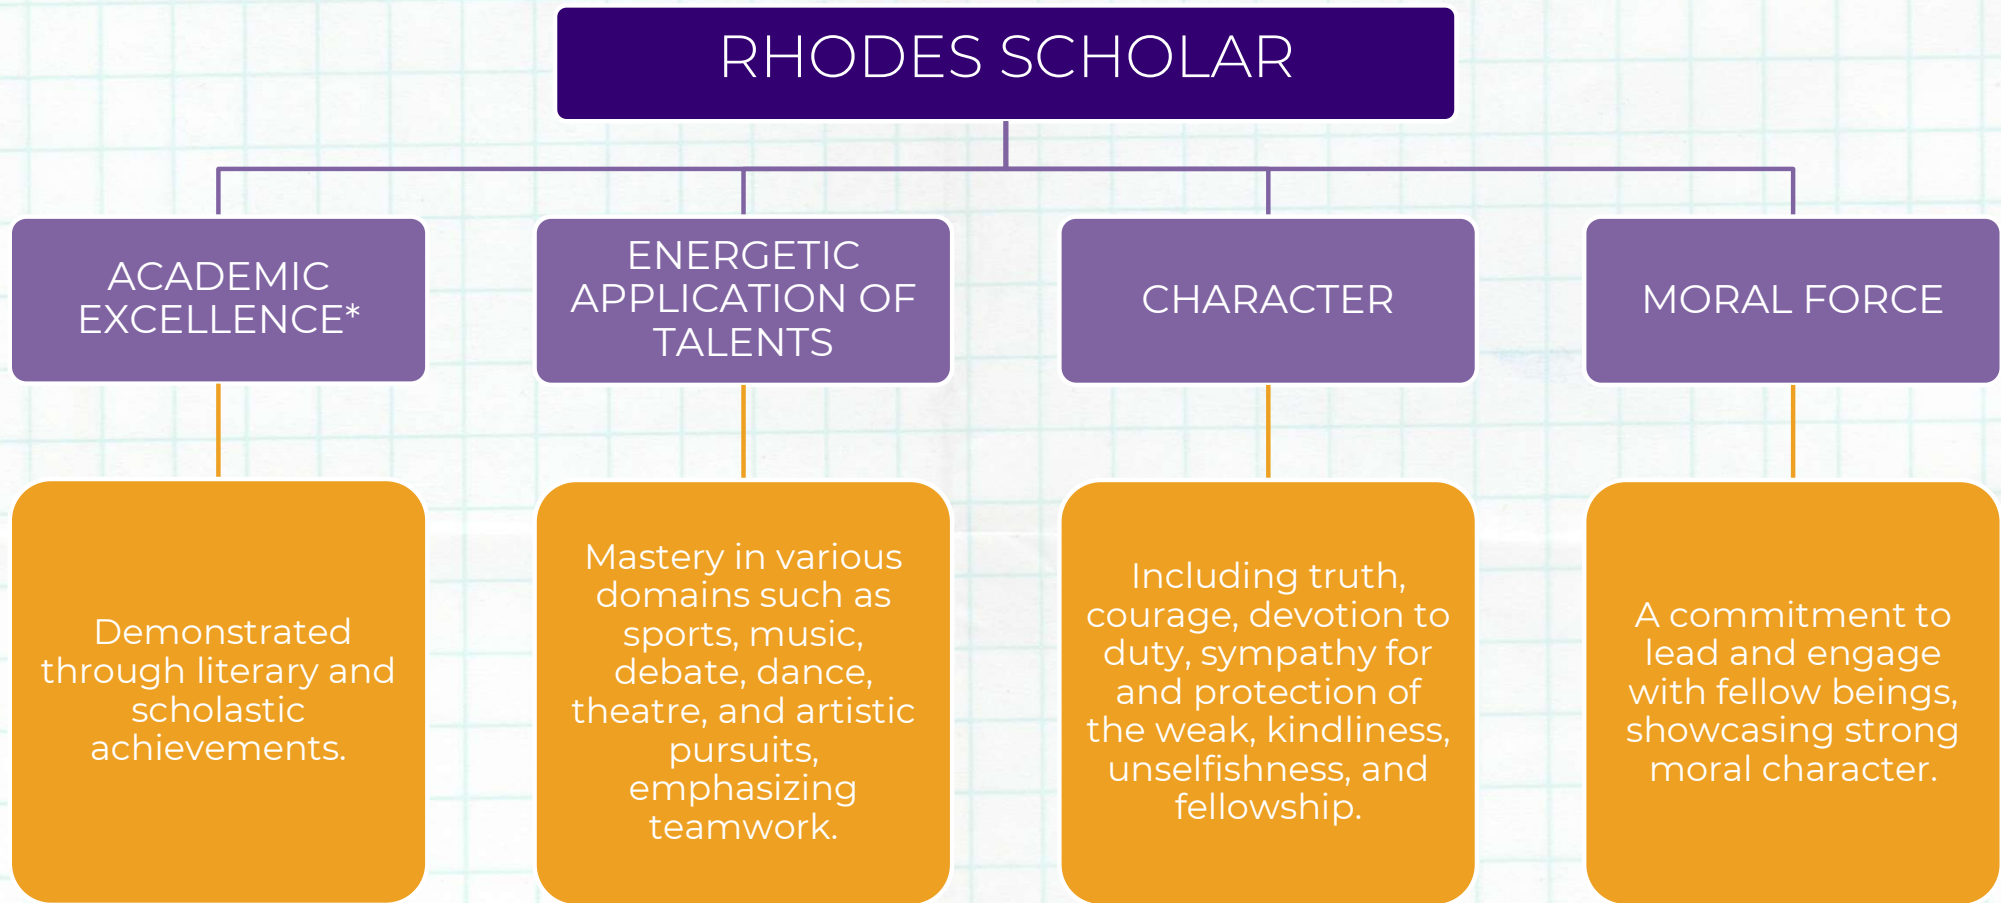 RHODES SCHOLAR
ACADEMIC
EXCELLENCE*
Demonstrated
through literary and
scholastic
achievements.
ENERGETIC
APPLICATION OF
TALENTS
Mastery in various
domains such as
sports, music,
debate, dance,
theatre, and artistic
pursuits,
emphasizing
teamwork.
CHARACTER
Including truth,
courage, devotion to
duty, sympathy for
and protection of
the weak, kindliness,
unselfishness, and
fellowship.
MORAL FORCE
A commitment to
lead and engage
with fellow beings,
showcasing strong
moral character.